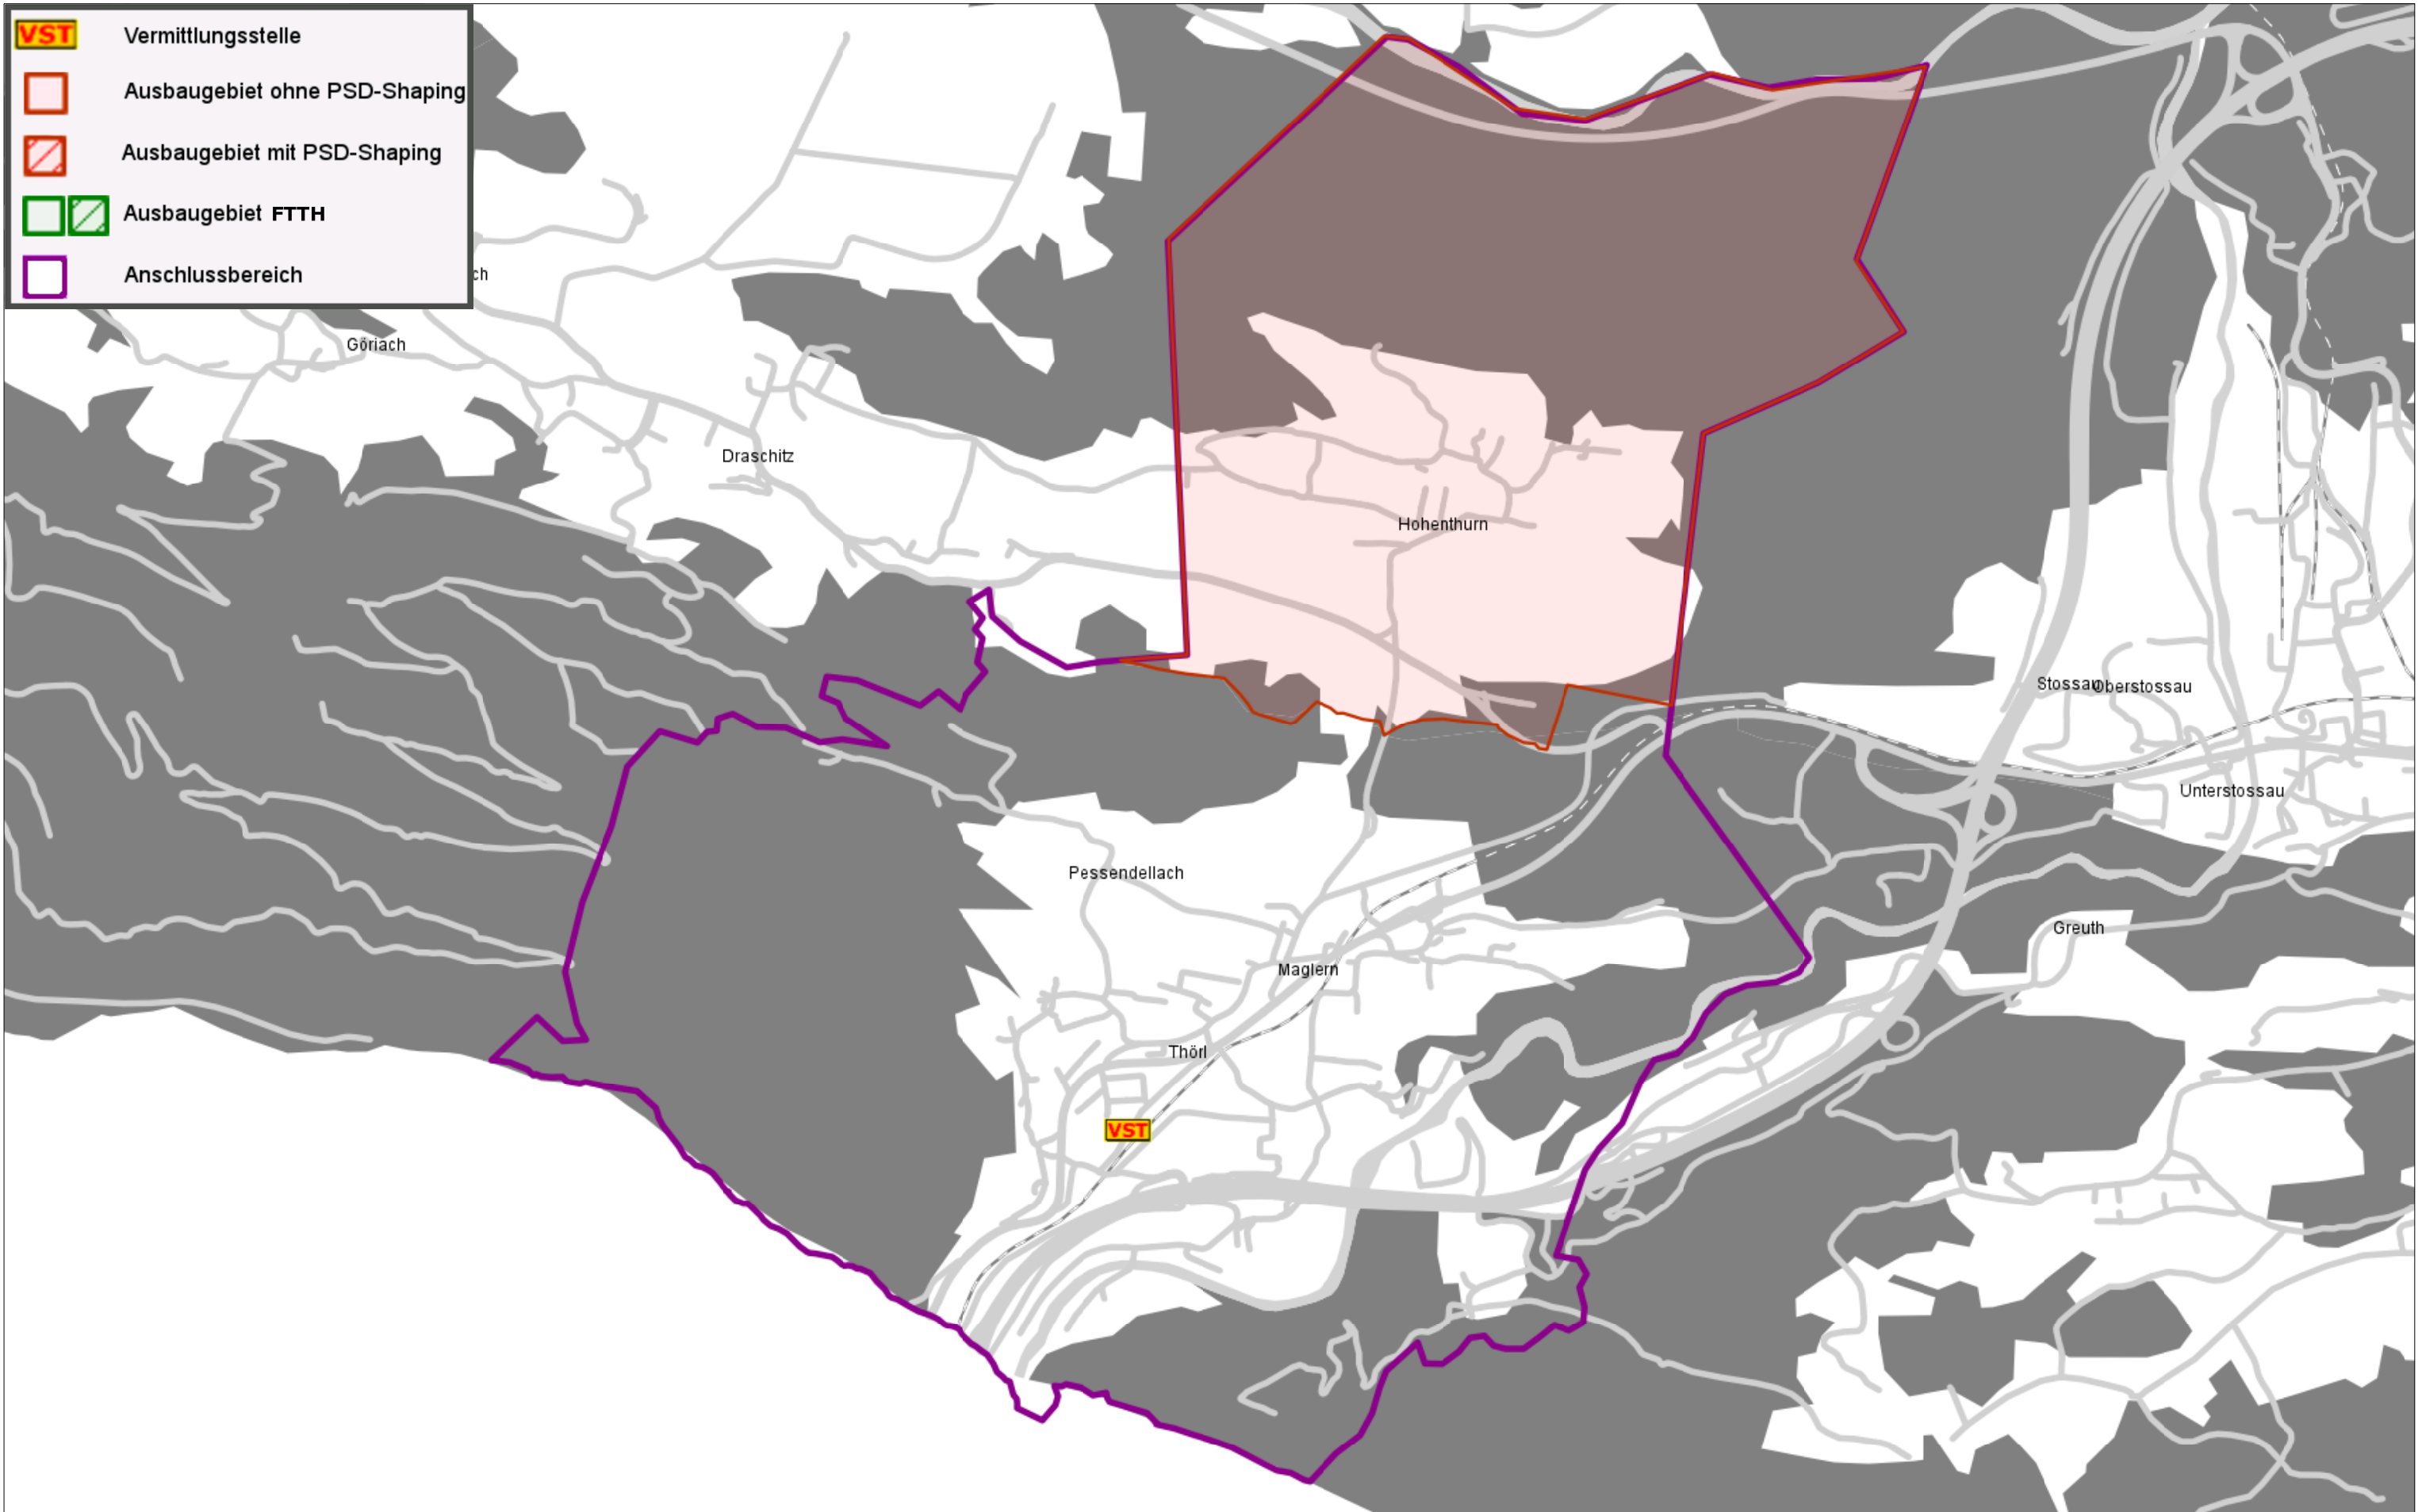 VST Vermittlungsstelle
Ausbaugebiet ohne PSD-Shaping
Ausbaugebiet mit PSD-Shaping
Ausbaugebiet FTTH
Anschlussbereich
ch
Göriach
Draschitz
Hohenthurn
Stossau
Oberstossau
Unterstossau
Pessendellach
Greuth
Maglern
Thörl
VST